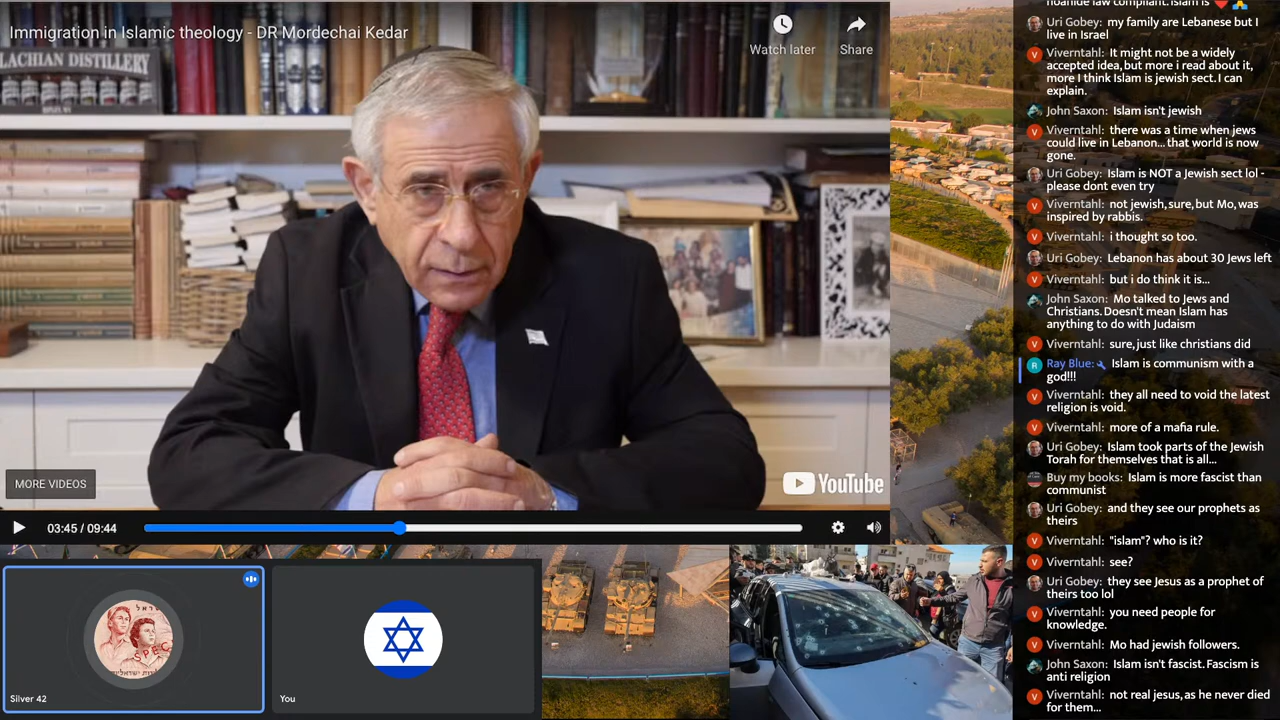 Immigration in Islamic theology - DR Mordechai Kedar
Watch later
Share
LACHIAN DISTILLERY
MORE VIDEOS
YouTube
03:45 / 09:44
SPEC
Silver 42
You
noahide law compliant. Islam is
Uri Gobey: my family are Lebanese but I
live in Israel
Viverntahl: It might not be a widely
accepted idea, but more i read about it,
more I think Islam is jewish sect. I can
explain.
John Saxon: Islam isn't jewish
Viverntahl: there was a time when jews
could live in Lebanon... that world is now
gone.
Uri Gobey: Islam is NOT a Jewish sect lol -
please dont even try
Viverntahl: not jewish, sure, but Mo, was
inspired by rabbis.
Viverntahl: i thought so too.
Uri Gobey: Lebanon has about 30 Jews left
Viverntahl: but i do think it is...
John Saxon: Mo talked to Jews and
Christians. Doesn't mean Islam has
anything to do with Judaism
Viverntahl: sure, just like christians did
Ray Blue: Islam is communism with a
god!!!
Viverntahl: they all need to void the latest
religion is void.
Viverntahl: more of a mafia rule.
Uri Gobey: Islam took parts of the Jewish
Torah for themselves that is all...
Buy my books: Islam is more fascist than
communist
Uri Gobey: and they see our prophets as
theirs
Viverntahl: "islam"? who is it?
Viverntahl: see?
Uri Gobey: they see Jesus as a prophet of
theirs too lol
Viverntahl: you need people for
knowledge.
Viverntahl: Mo had jewish followers.
John Saxon: Islam isn't fascist. Fascism is
anti religion
Viverntahl: not real jesus, as he never died
for them...